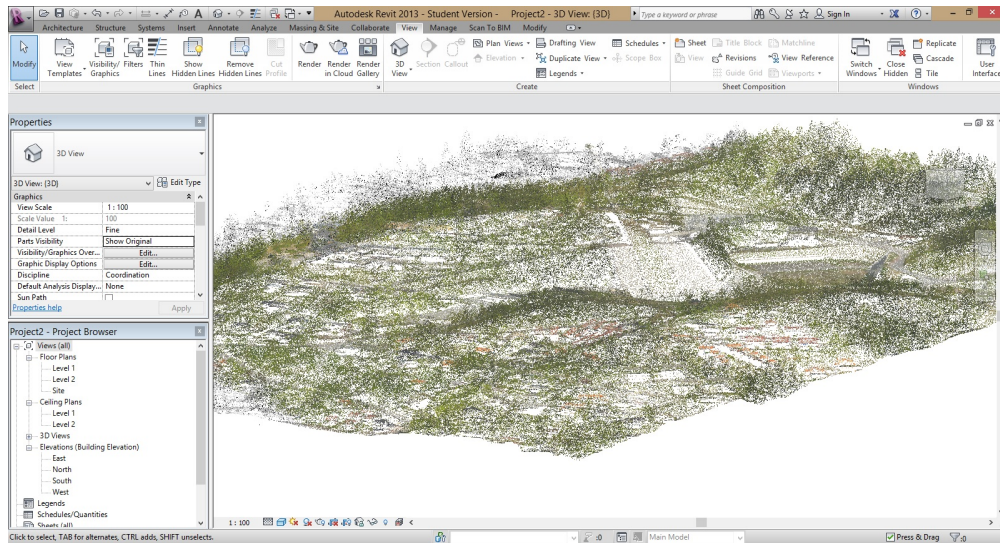 Autodesk Revit 2013 - Student Version - Project2 - 3D View: {3D}
Type a keyword or phrase
Sign In
Architecture Structure Systems Insert Annotate Analyze Massing & Site Collaborate View Manage Scan To BIM Modify
Modify
View Templates
Visibility/ Graphics
Filters
Thin Lines
Show Hidden Lines
Remove Hidden Lines
Cut Profile
Render
Render in Cloud
Render Gallery
3D View
Section
Callout
Plan Views
Elevation
Drafting View
Duplicate View
Legends
Schedules
Scope Box
Sheet
View
Title Block
Revisions
Guide Grid
Matchline
View Reference
Viewports
Switch Windows
Close Hidden
Replicate
Cascade
Tile
User Interface
Select Graphics Create Sheet Composition Windows
Properties
3D View
3D View: {3D}
Edit Type
Graphics
View Scale 1 : 100
Scale Value 1: 100
Detail Level Fine
Parts Visibility Show Original
Visibility/Graphics Over... Edit...
Graphic Display Options Edit...
Discipline Coordination
Default Analysis Display... None
Sun Path
Properties help Apply
Project2 - Project Browser
Views (all)
Floor Plans
Level 1
Level 2
Site
Ceiling Plans
Level 1
Level 2
3D Views
Elevations (Building Elevation)
East
North
South
West
Legends
Schedules/Quantities
Sheets (all)
1 : 100
Click to select, TAB for alternates, CTRL adds, SHIFT unselects.
:0
Main Model
Press & Drag
:0